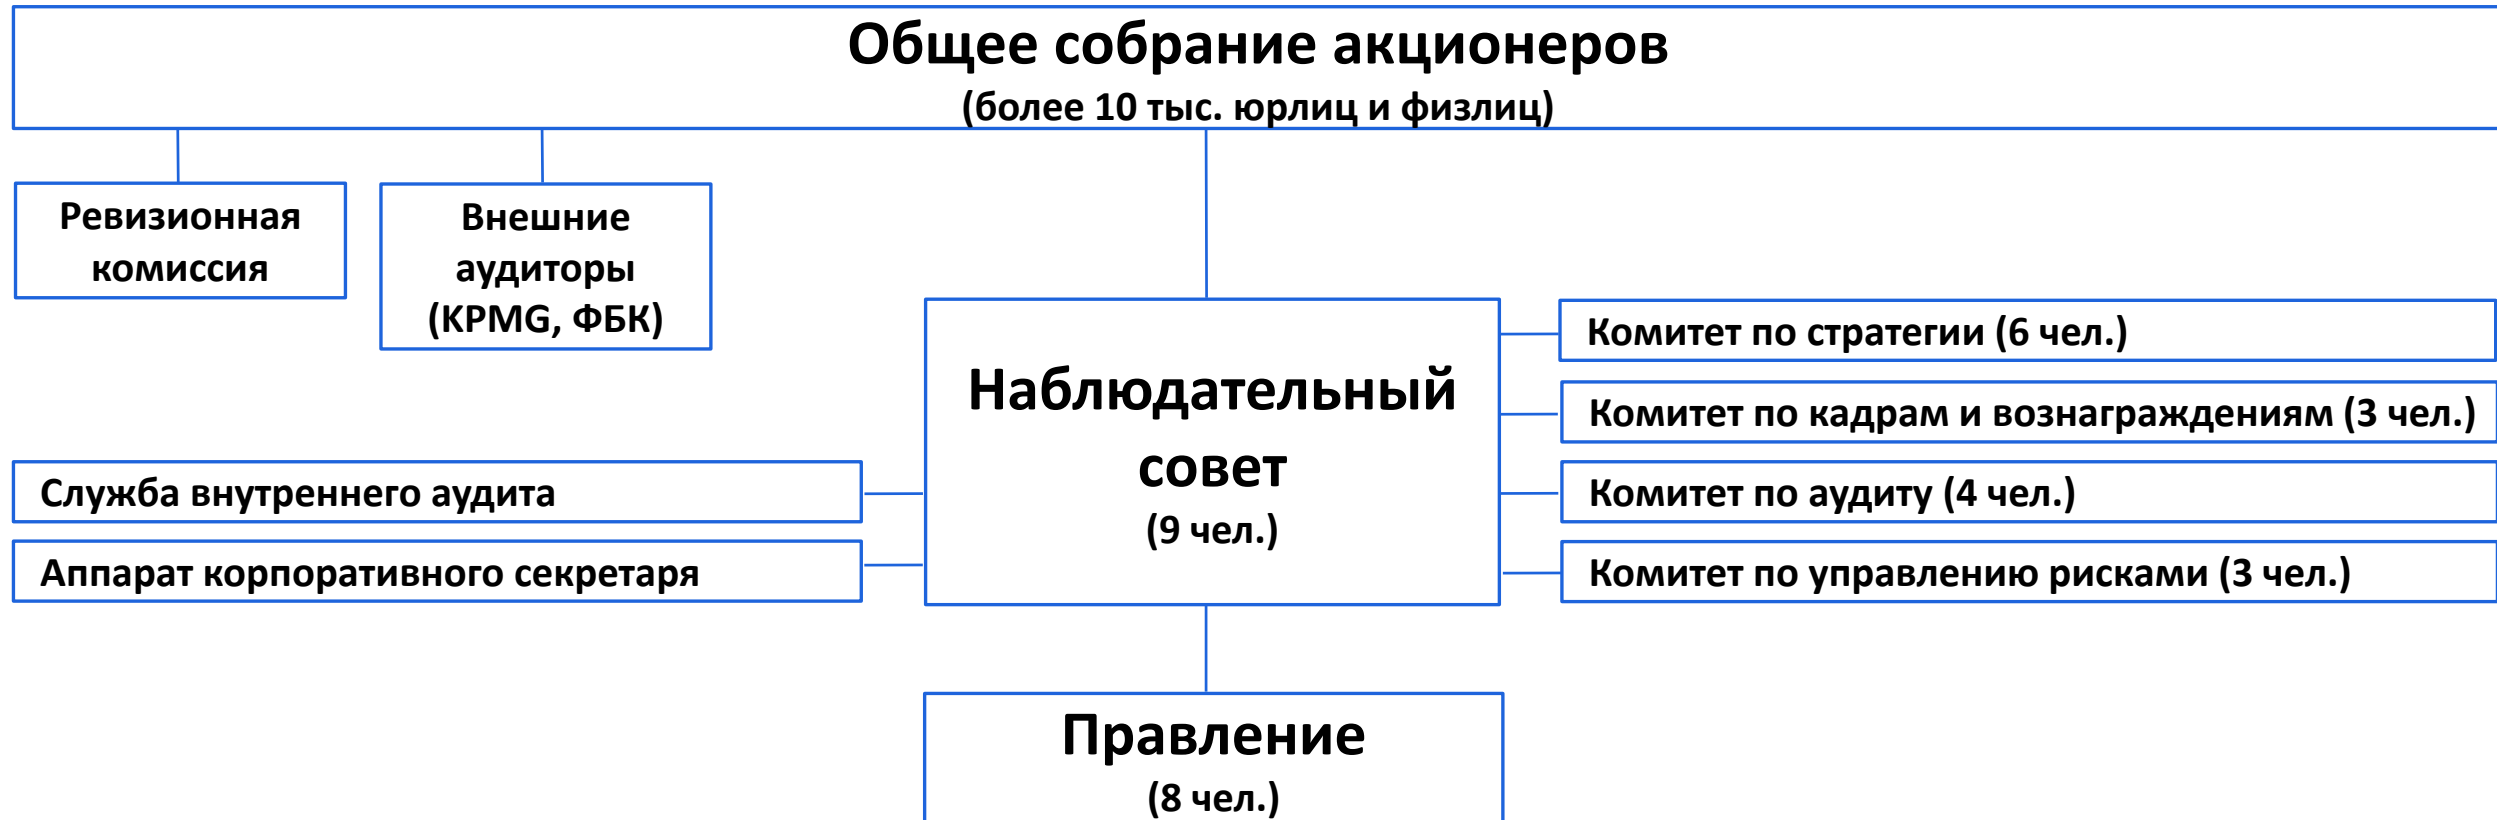 Общее собрание акционеров
(более 10 тыс. юрлиц и физлиц)
Ревизионная
комиссия
Внешние
аудиторы
(KPMG, ФБК)
Наблюдательный
совет
(9 чел.)
Комитет по стратегии (6 чел.)
Комитет по кадрам и вознаграждениям (3 чел.)
Комитет по аудиту (4 чел.)
Комитет по управлению рисками (3 чел.)
Служба внутреннего аудита
Аппарат корпоративного секретаря
Правление
(8 чел.)